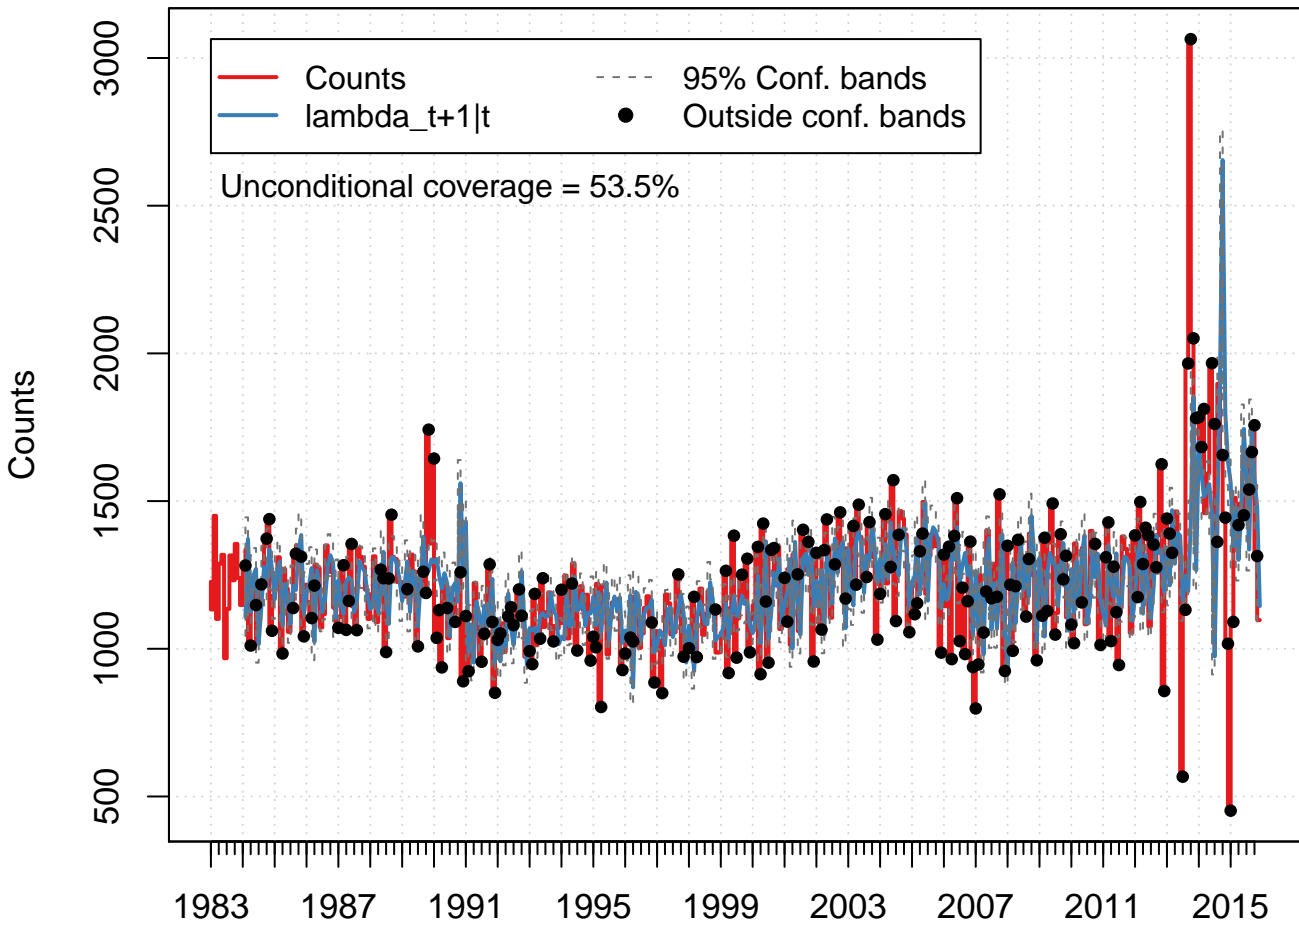 3000
2500
2000
1500
1000
500
Counts
Counts
95% Conf. bands
lambda_t+1|t
Outside conf. bands
Unconditional coverage = 53.5%
1983 1987 1991 1995 1999 2003 2007 2011 2015